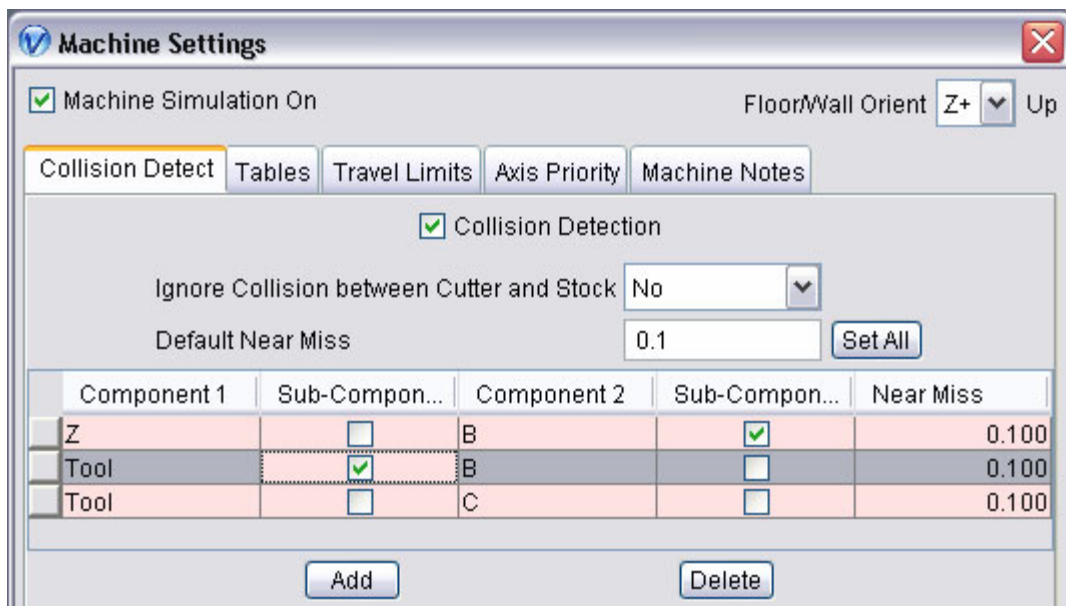 Machine Settings
Machine Simulation On Floor/Wall Orient Z+ Up
Collision Detect Tables Travel Limits Axis Priority Machine Notes
Collision Detection
Ignore Collision between Cutter and Stock No
Default Near Miss 0.1 Set All
Component 1 Sub-Compon... Component 2 Sub-Compon... Near Miss
Z B 0.100
Tool B 0.100
Tool C 0.100
Add Delete